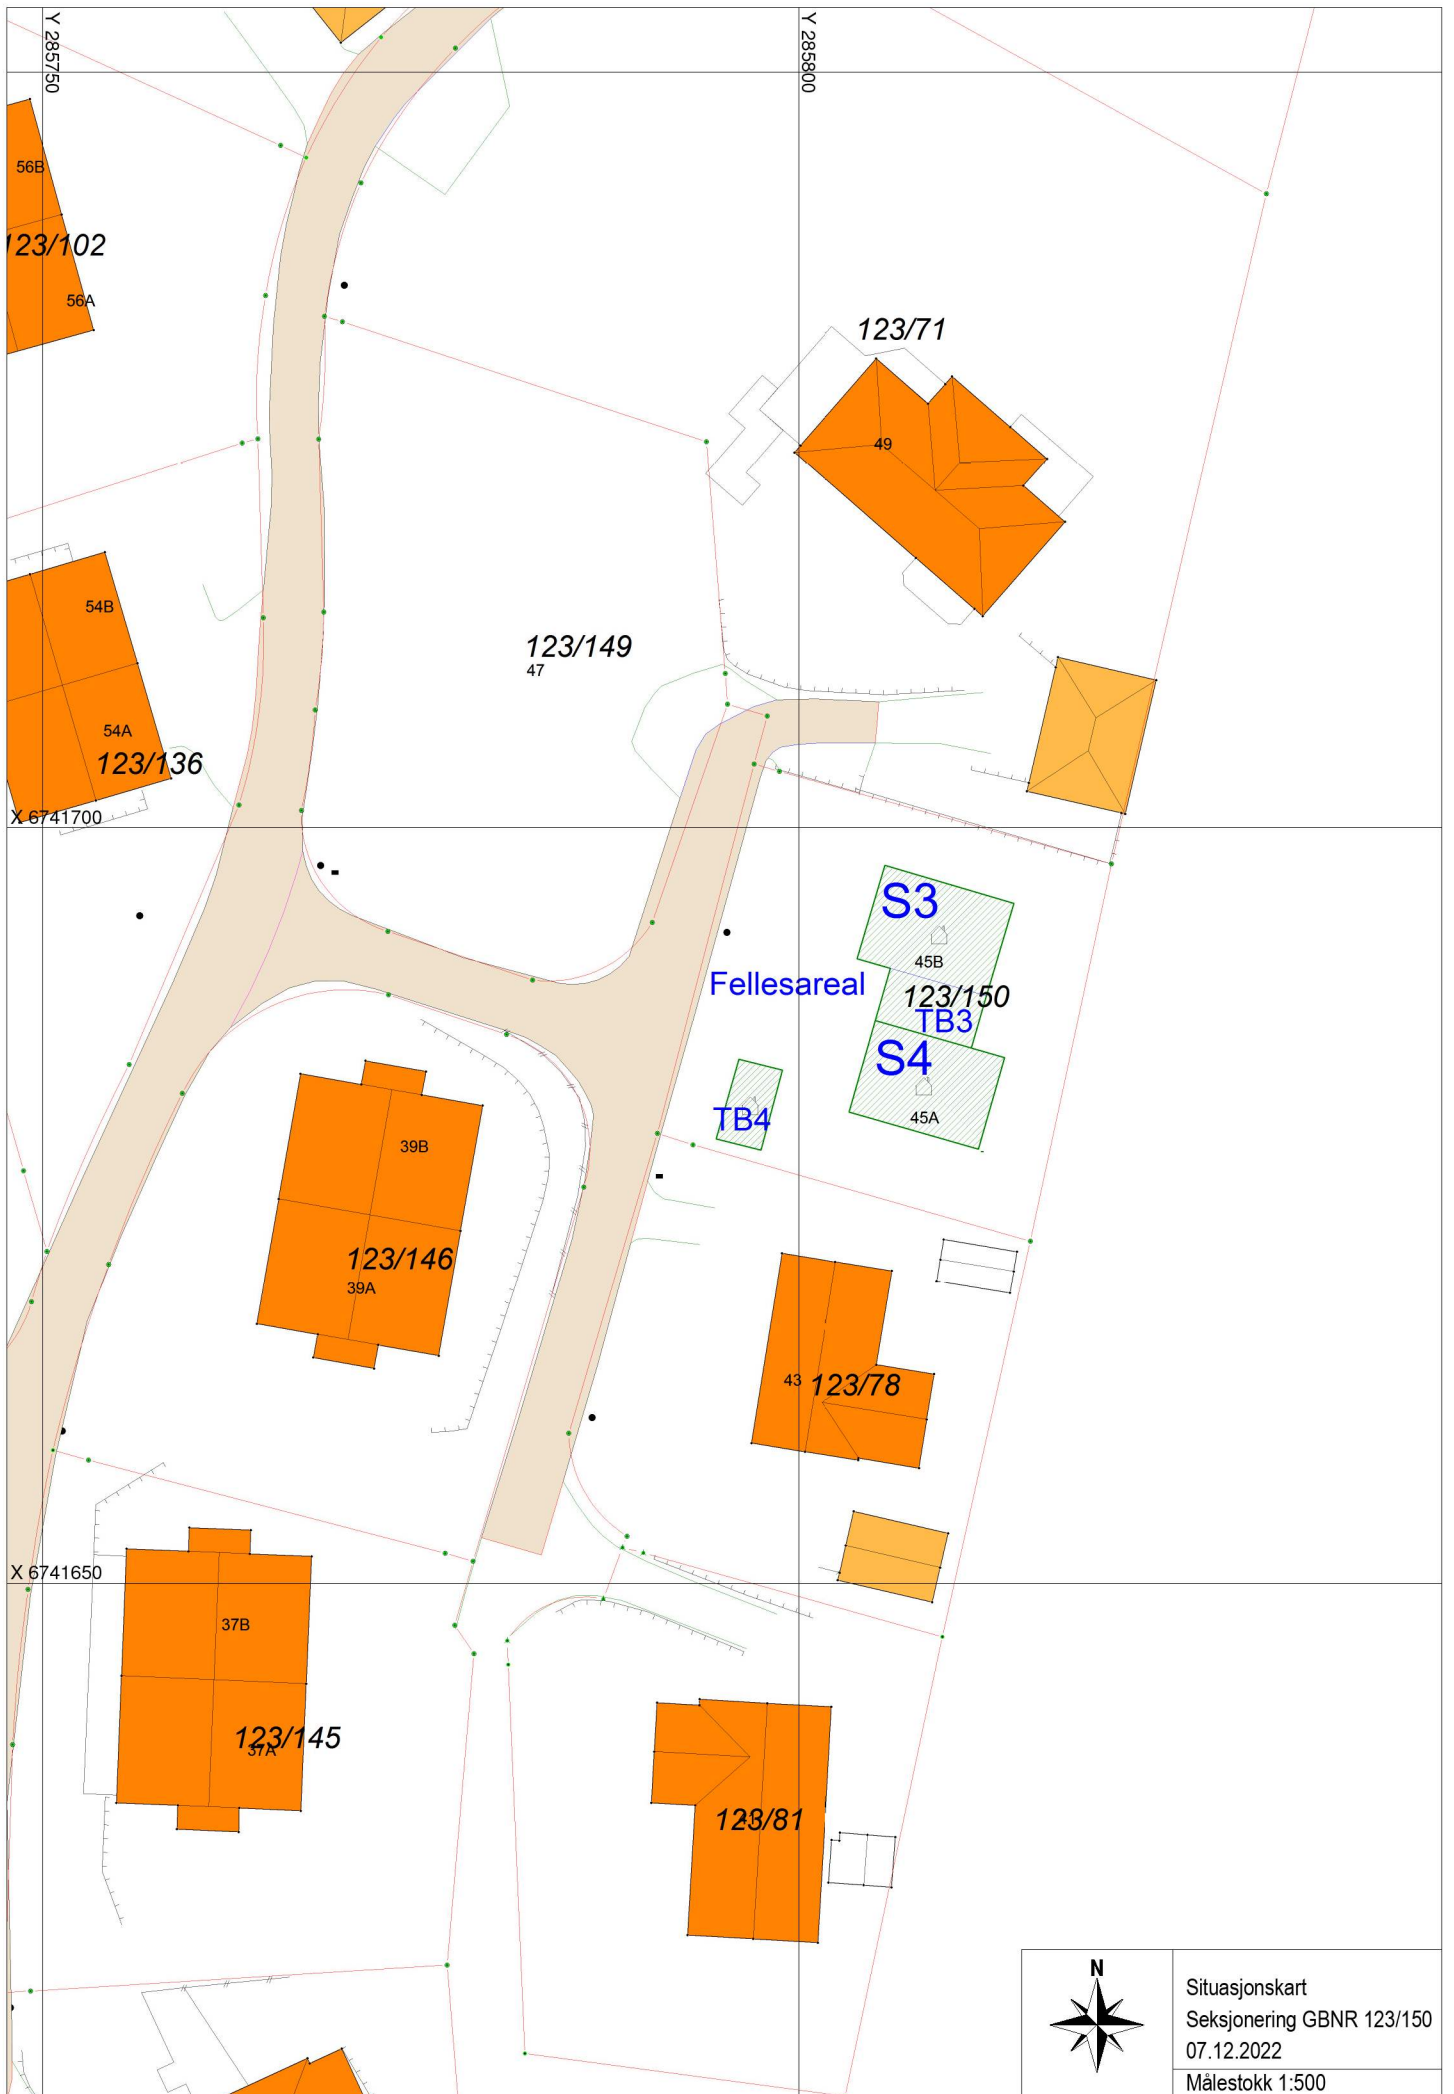 Y 285750
Y 285800
56B
123/102
56A
123/71
49
54B
123/149
47
54A
123/136
X 6741700
S3
45B
Fellesareal
123/150
TB3
S4
TB4
45A
39B
123/146
39A
43
123/78
X 6741650
37B
123/145
37A
123/81
N
Situasjonskart
Seksjonering GBNR 123/150
07.12.2022
Målestokk 1:500